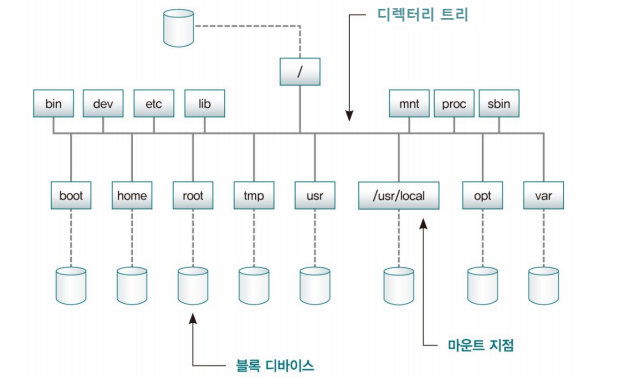 디렉터리 트리
/
bin dev etc lib mnt proc sbin
boot home root tmp usr /usr/local opt var
마운트 지점
블록 디바이스